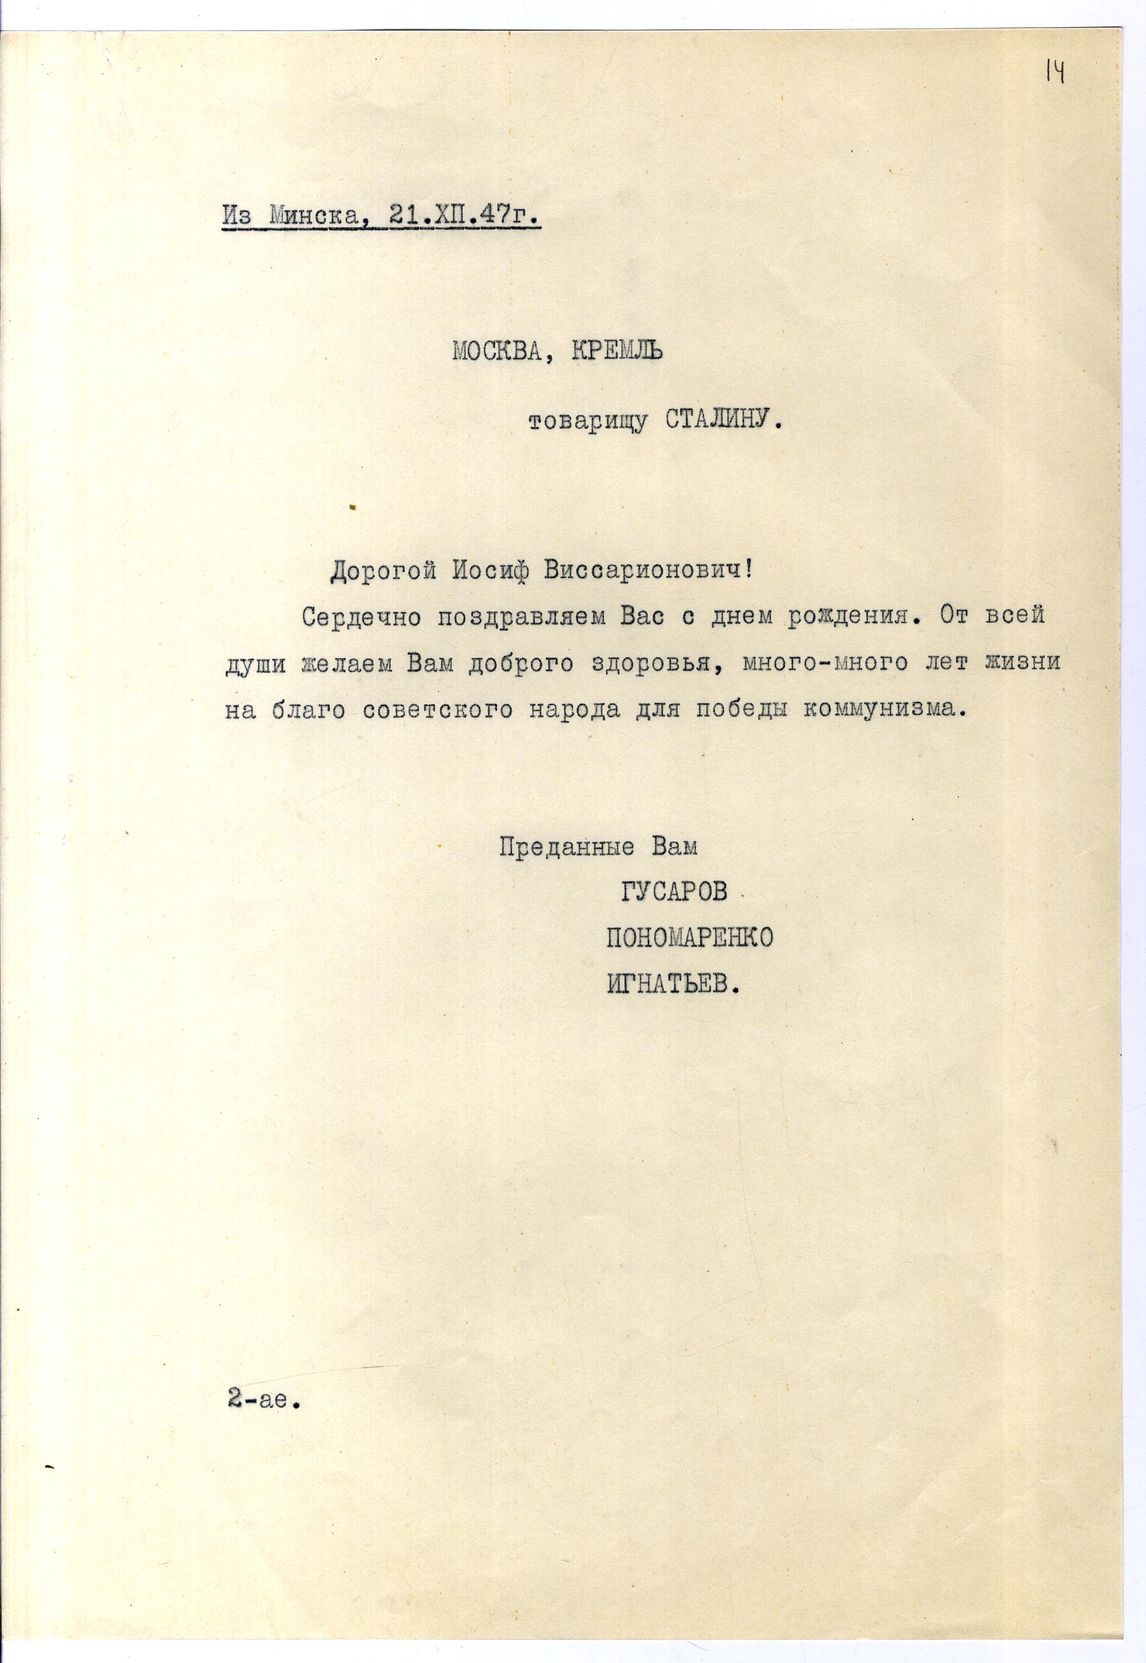 14
Из Минска, 21.ХП.47г.
МОСКВА, КРЕМЛЬ
товарищу СТАЛИНУ.
Дорогой Иосиф Виссарионович!
Сердечно поздравляем Вас с днем рождения. От всей
души желаем Вам доброго здоровья, много-много лет жизни
на благо советского народа для победы коммунизма.
Преданные Вам
ГУСАРОВ
ПОНОМАРЕНКО
ИГНАТЬЕВ.
2-ае.